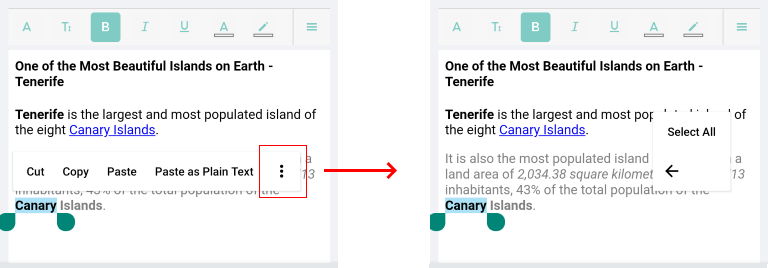 A Tт B I U A
One of the Most Beautiful Islands on Earth -
Tenerife
Tenerife is the largest and most populated island of
the eight Canary Islands.
a
Cut Copy Paste Paste as Plain Text
13
inhabitants, 43% of the total population of the
Canary Islands.
A Tт B I U A
One of the Most Beautiful Islands on Earth -
Tenerife
Tenerife is the largest and most populated island of
the eight Canary Islands.
Select All
It is also the most populated island a
land area of 2,034.38 square kilomet 13
inhabitants, 43% of the total population
Canary Islands.